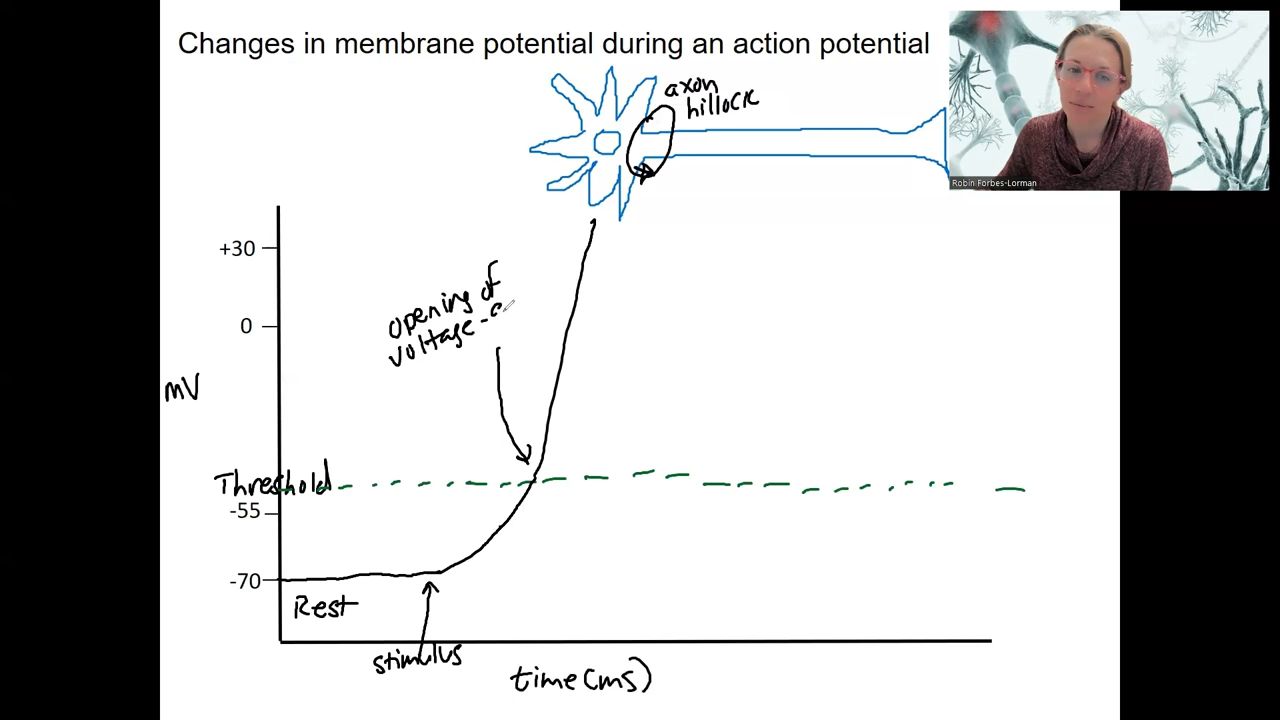 Changes in membrane potential during an action potential
axon
hillock
Robin Forbes-Lorman
+30
opening of
voltage-
0
mV
Threshold
-55
-70
Rest
stimulus
time (ms)